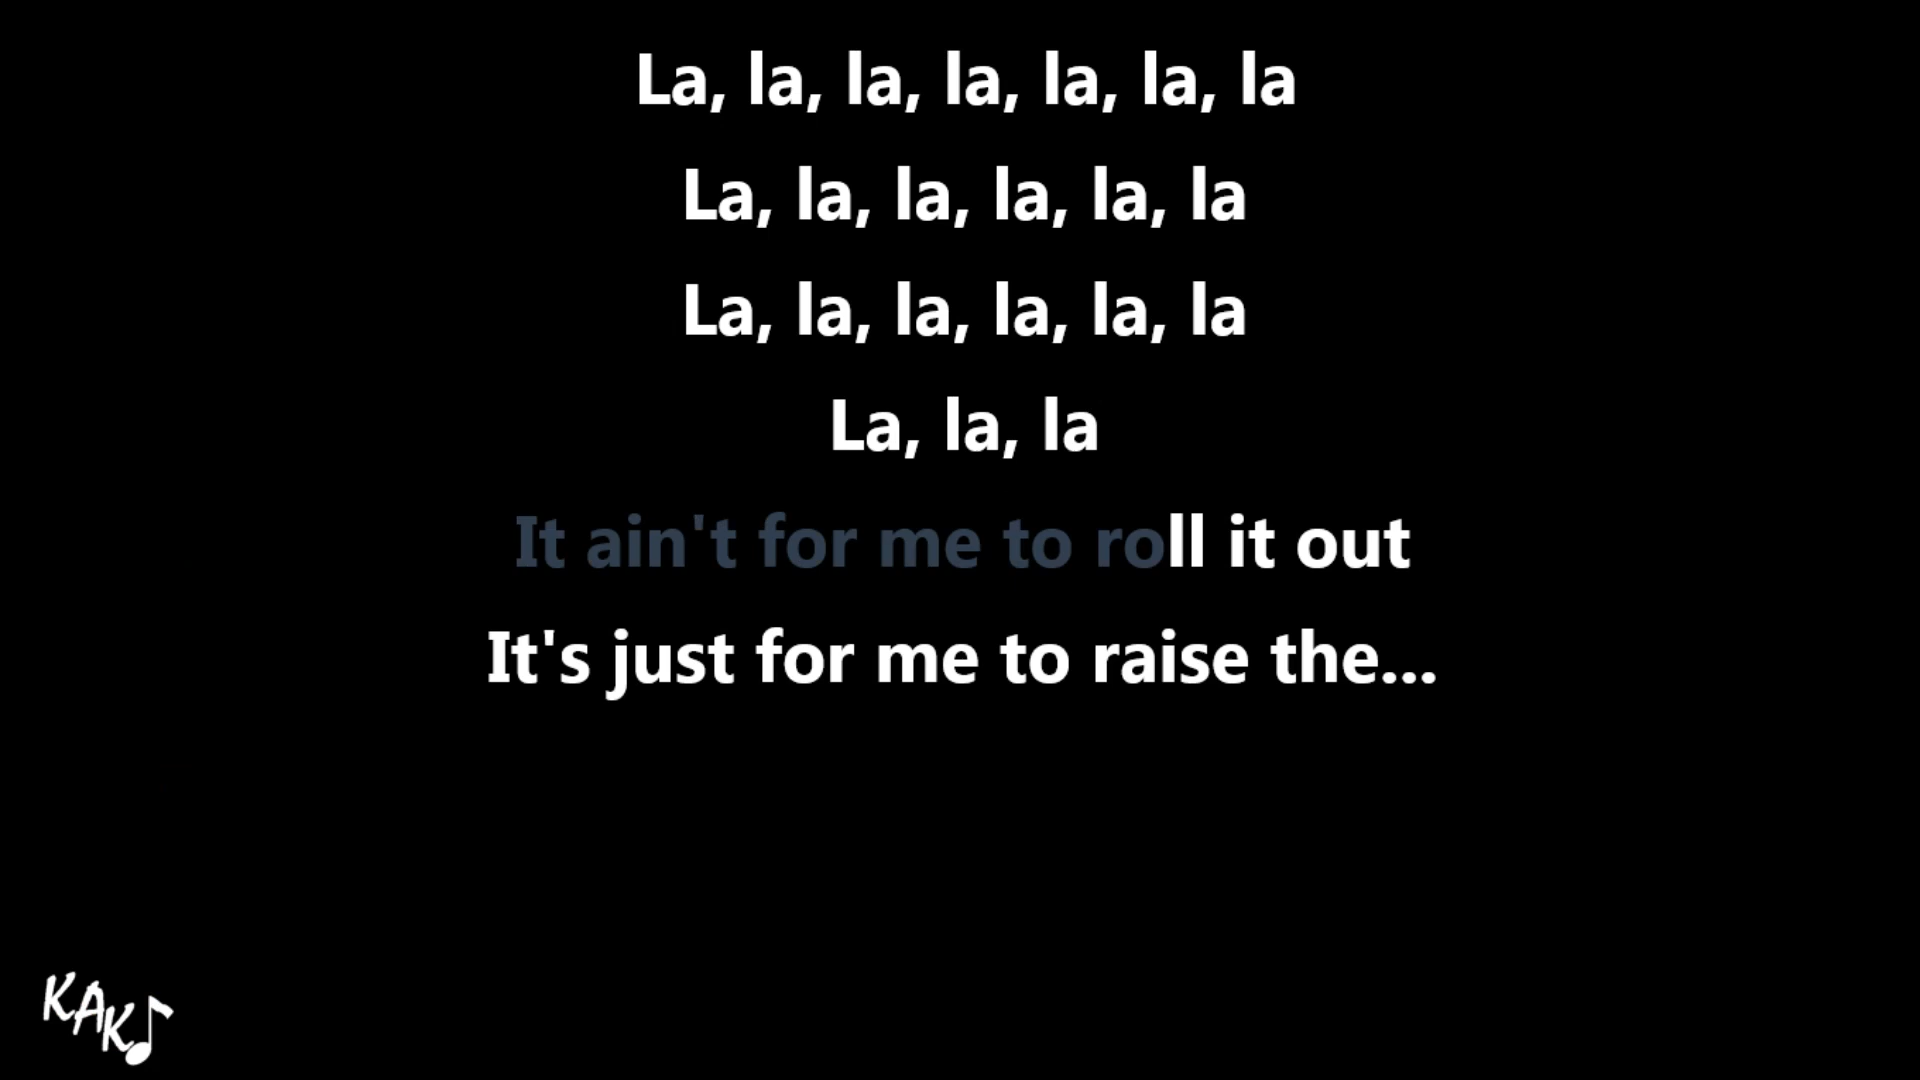 La, la, la, la, la, la, la
La, la, la, la, la, la
La, la, la, la, la, la
La, la, la
It ain't for me to roll it out
It's just for me to raise the...
KAK